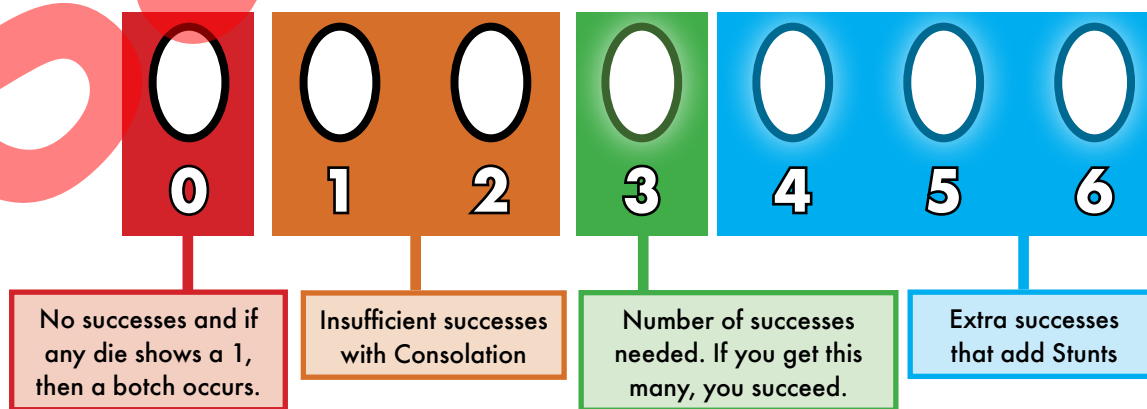 0 1 2 3 4 5 6
No successes and if
any die shows a 1,
then a botch occurs.
Insufficient successes
with Consolation
Number of successes
needed. If you get this
many, you succeed.
Extra successes
that add Stunts